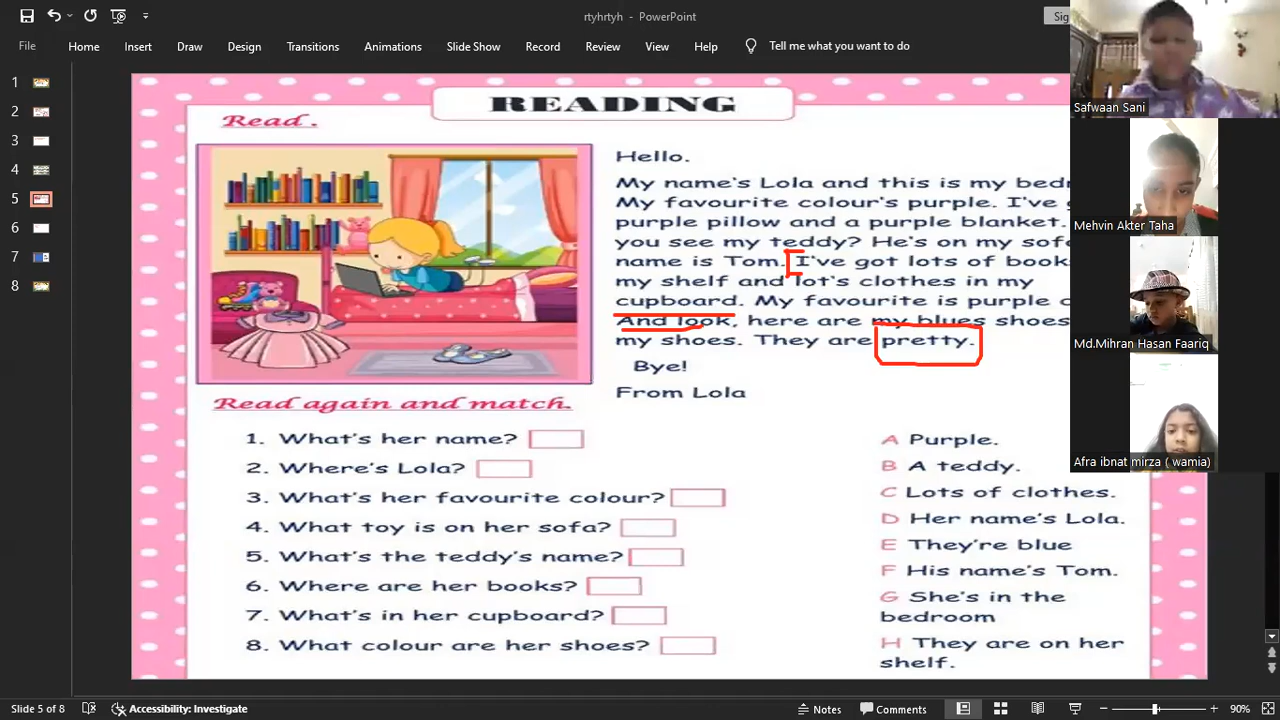 rtyhrtyh - PowerPoint
File Home Insert Draw Design Transitions Animations Slide Show Record Review View Help Tell me what you want to do
1
2
3
4
5
6
7
8
READING
Read.
Hello.
My name's Lola and this is my
My favourite colour's purple. I've
purple pillow and a purple blanket.
you see my teddy? He's on my
name is Tom. I've got lots of
my shelf and lot's clothes in my
cupboard. My favourite is purple
And look, here are my blues shoes
my shoes. They are pretty.
Bye!
From Lola
Read again and match.
1. What's her name?
2. Where's Lola?
3. What's her favourite colour?
4. What toy is on her sofa?
5. What's the teddy's name?
6. Where are her books?
7. What's in her cupboard?
8. What colour are her shoes?
A Purple.
B A teddy.
C Lots of clothes.
D Her name's Lola.
E They're blue
F His name's Tom.
G She's in the
bedroom
H They are on her
shelf.
Safwaan Sani
Mehvin Akter Taha
Md.Mihran Hasan Faariq
Afra ibnat mirza ( wamia)
Slide 5 of 8 Accessibility: Investigate Notes Comments 90%